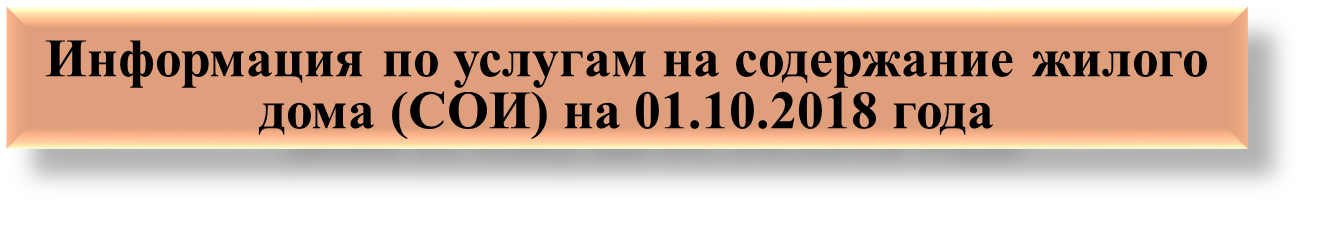 Информация по услугам на содержание жилого
дома (СОИ) на 01.10.2018 года